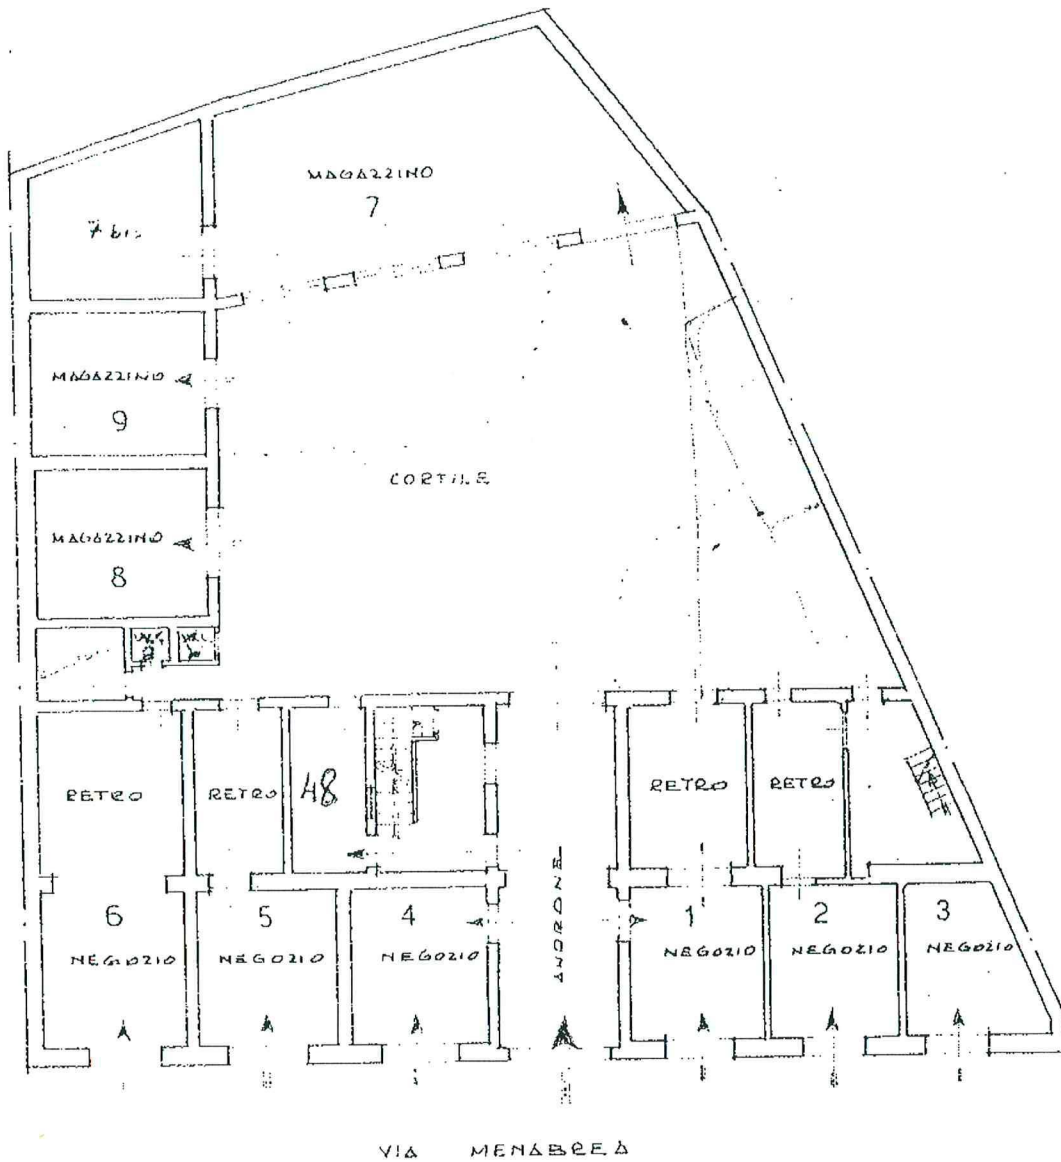 MAGAZZINO
7
7 bis
MAGAZZINO
9
CORTILE
MAGAZZINO
8
RETRO
RETRO
48
RETRO
RETRO
6
5
4
1
2
3
NEGOZIO
NEGOZIO
NEGOZIO
ANDRONE
NEGOZIO
NEGOZIO
NEGOZIO
VIA MENABREA